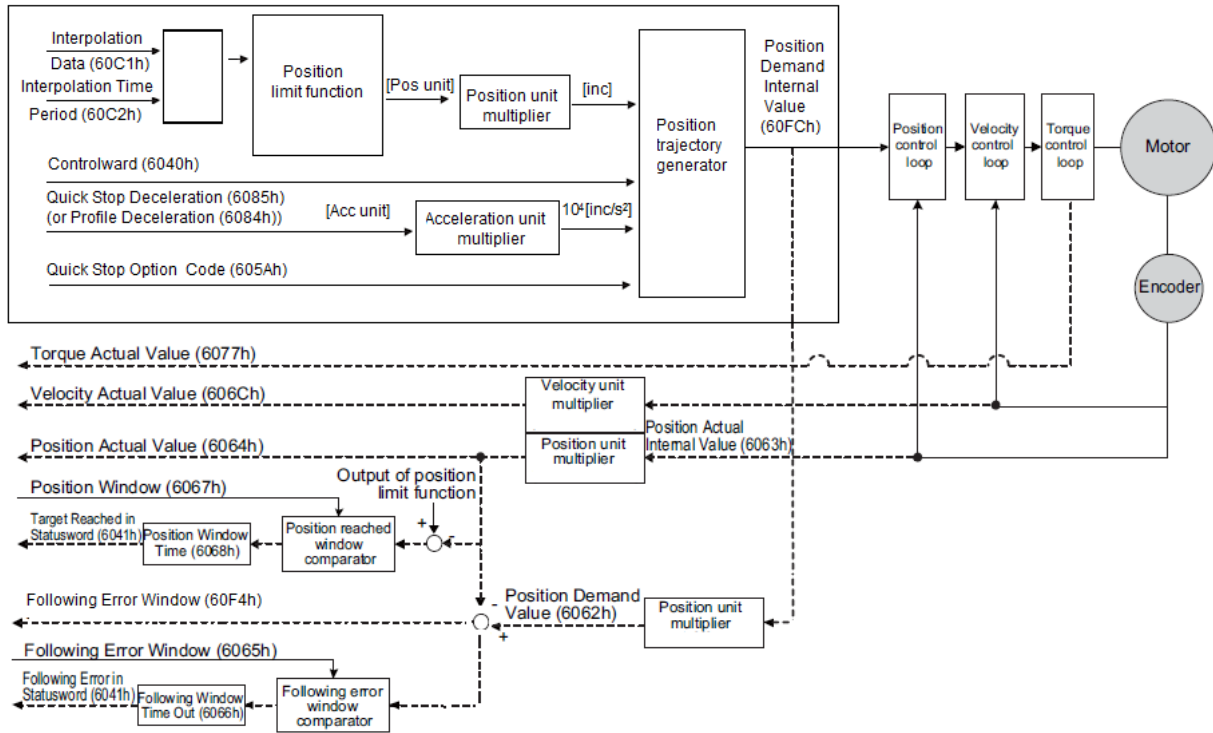 Interpolation
Data (60C1h)
Interpolation Time
Period (60C2h)
Position
limit function
[Pos unit]
Position unit
multiplier
[inc]
Position
trajectory
generator
Position
Demand
Internal
Value
(60FCh)
Position
control
loop
Velocity
control
loop
Torque
control
loop
Motor
Encoder
Controlward (6040h)
Quick Stop Deceleration (6085h)
(or Profile Deceleration (6084h))
[Acc unit]
Acceleration unit
multiplier
10⁴[inc/s²]
Quick Stop Option Code (605Ah)
Torque Actual Value (6077h)
Velocity Actual Value (606Ch)
Velocity unit
multiplier
Position Actual Value (6064h)
Position unit
multiplier
Position Actual
Internal Value (6063h)
Position Window (6067h)
Output of position
limit function
+
-
Target Reached in
Statusword (6041h)
Position Window
Time (6068h)
Position reached
window
comparator
Following Error Window (60F4h)
-
+
Position Demand
Value (6062h)
Position unit
multiplier
Following Error Window (6065h)
Following Error in
Statusword (6041h)
Following Window
Time Out (6066h)
Following error
window
comparator